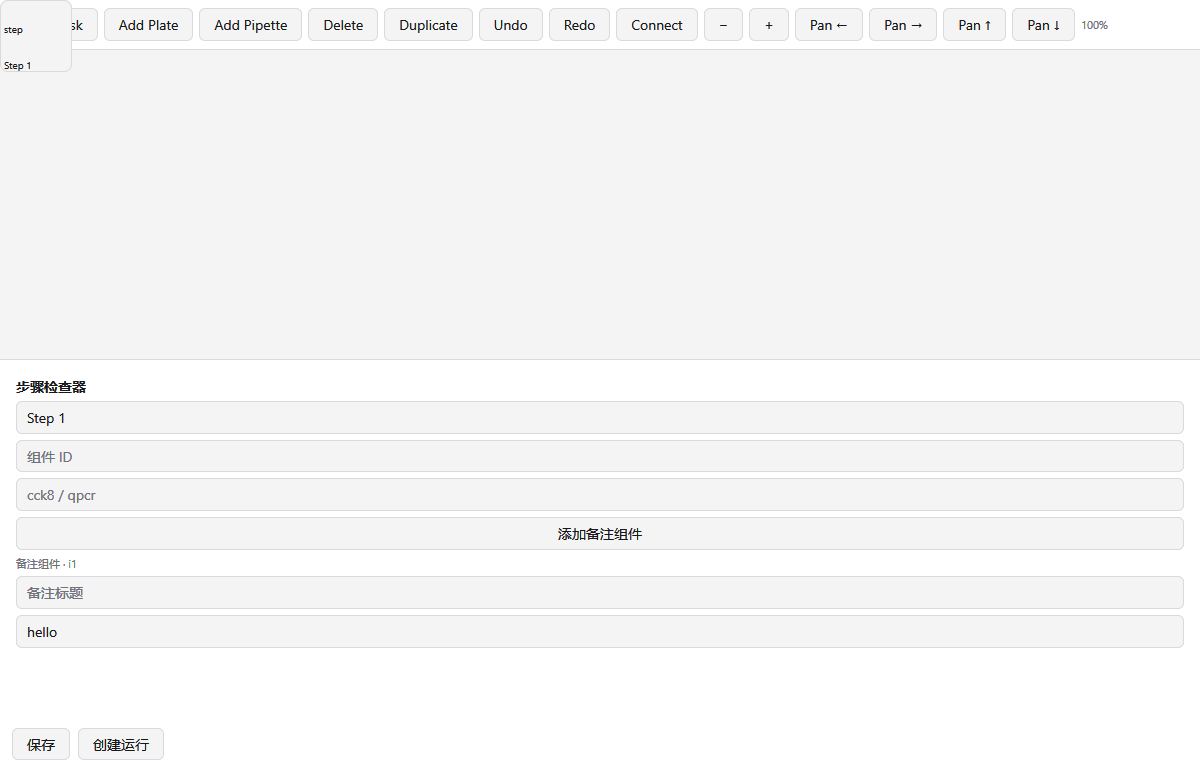 step
Step 1
sk
Add Plate
Add Pipette
Delete
Duplicate
Undo
Redo
Connect
−
+
Pan ←
Pan →
Pan ↑
Pan ↓
100%
步骤检查器
Step 1
组件 ID
cck8 / qpcr
添加备注组件
备注组件 · i1
备注标题
hello
保存
创建运行